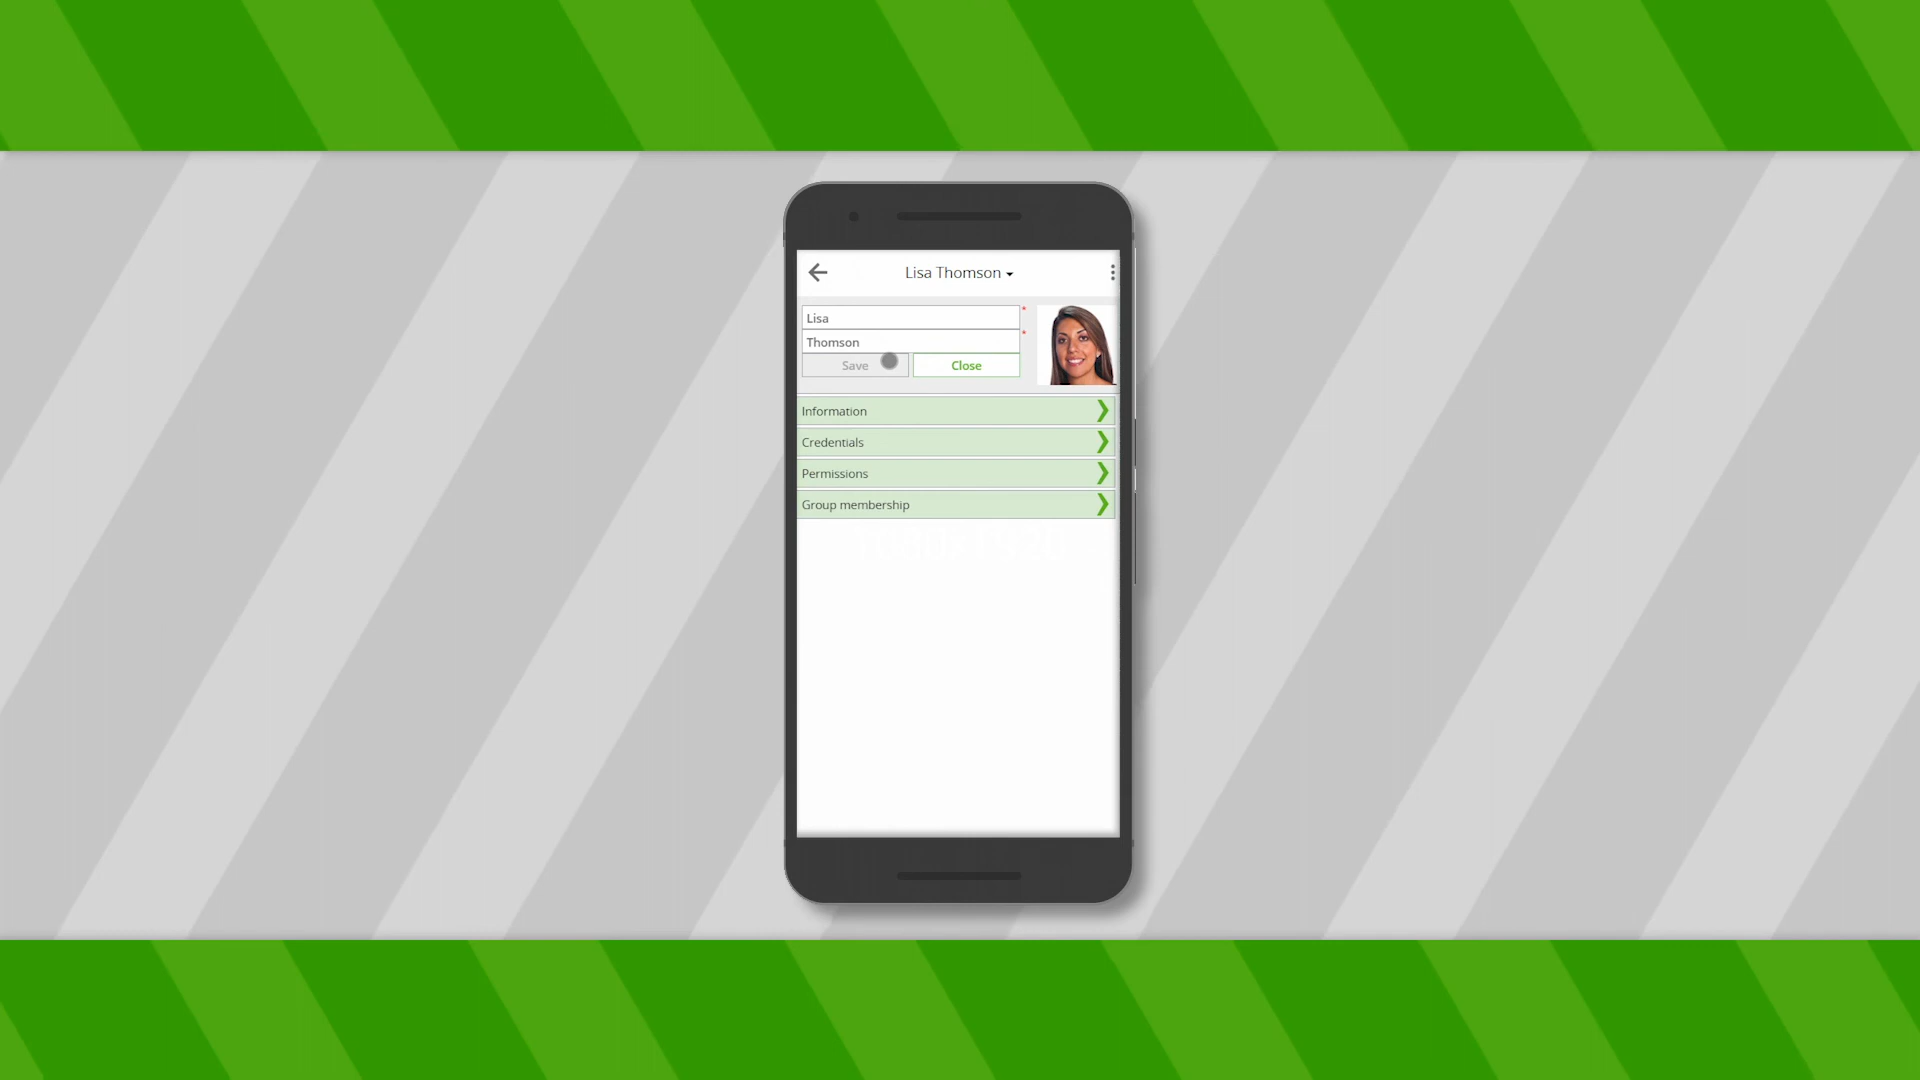 Lisa Thomson
Lisa *
Thomson *
Save Close
Information
Credentials
Permissions
Group membership